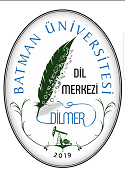 BATMAN ÜNİVERSİTESİ
DİL
MERKEZİ
DİLMER
2019